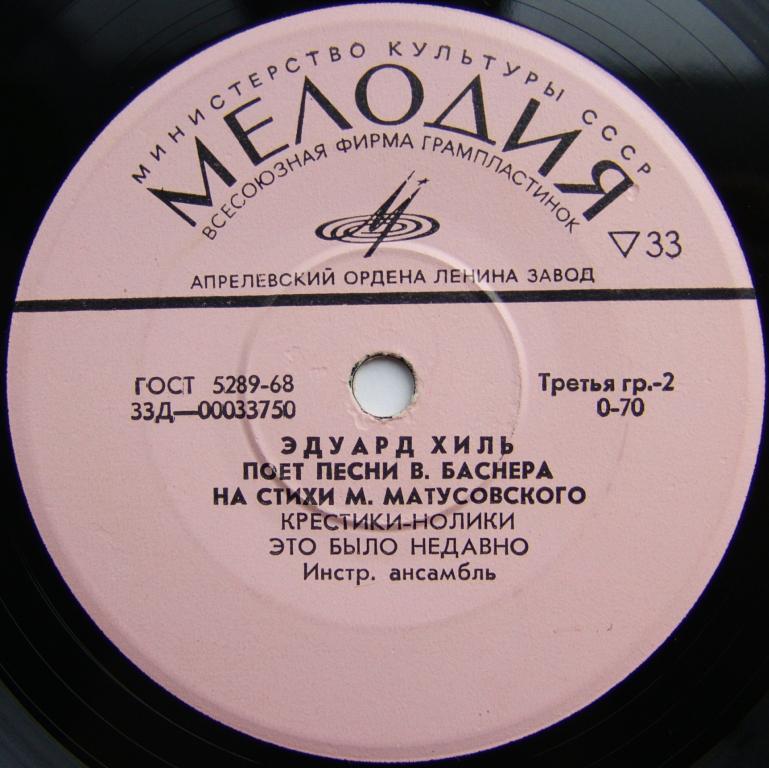 МИНИСТЕРСТВО КУЛЬТУРЫ СССР
МЕЛОДИЯ
ВСЕСОЮЗНАЯ ФИРМА ГРАМПЛАСТИНОК
▽33
АПРЕЛЕВСКИЙ ОРДЕНА ЛЕНИНА ЗАВОД
ГОСТ 5289-68
33Д—00033750
Третья гр.-2
0-70
ЭДУАРД ХИЛЬ
ПОЕТ ПЕСНИ В. БАСНЕРА
НА СТИХИ М. МАТУСОВСКОГО
КРЕСТИКИ-НОЛИКИ
ЭТО БЫЛО НЕДАВНО
Инстр. ансамбль